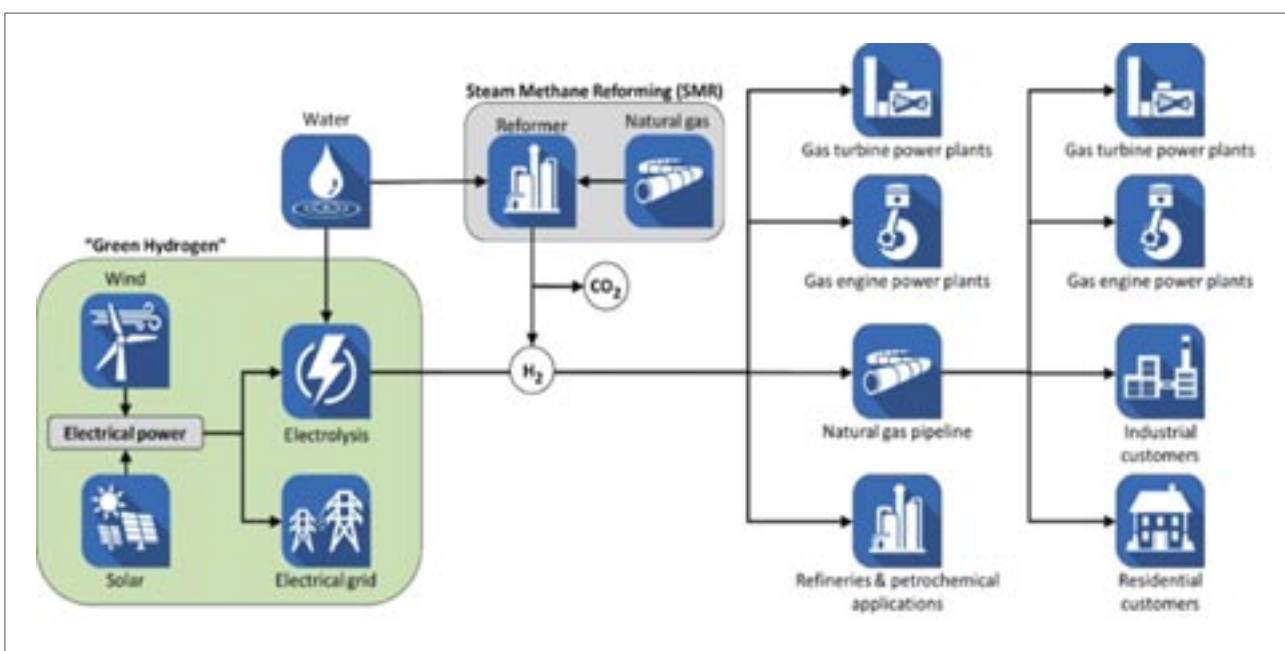 Steam Methane Reforming (SMR)
Water
Reformer
Natural gas
"Green Hydrogen"
Wind
CO₂
H₂
Electrical power
Electrolysis
Solar
Electrical grid
Gas turbine power plants
Gas turbine power plants
Gas engine power plants
Gas engine power plants
Natural gas pipeline
Industrial
customers
Refineries & petrochemical
applications
Residential
customers